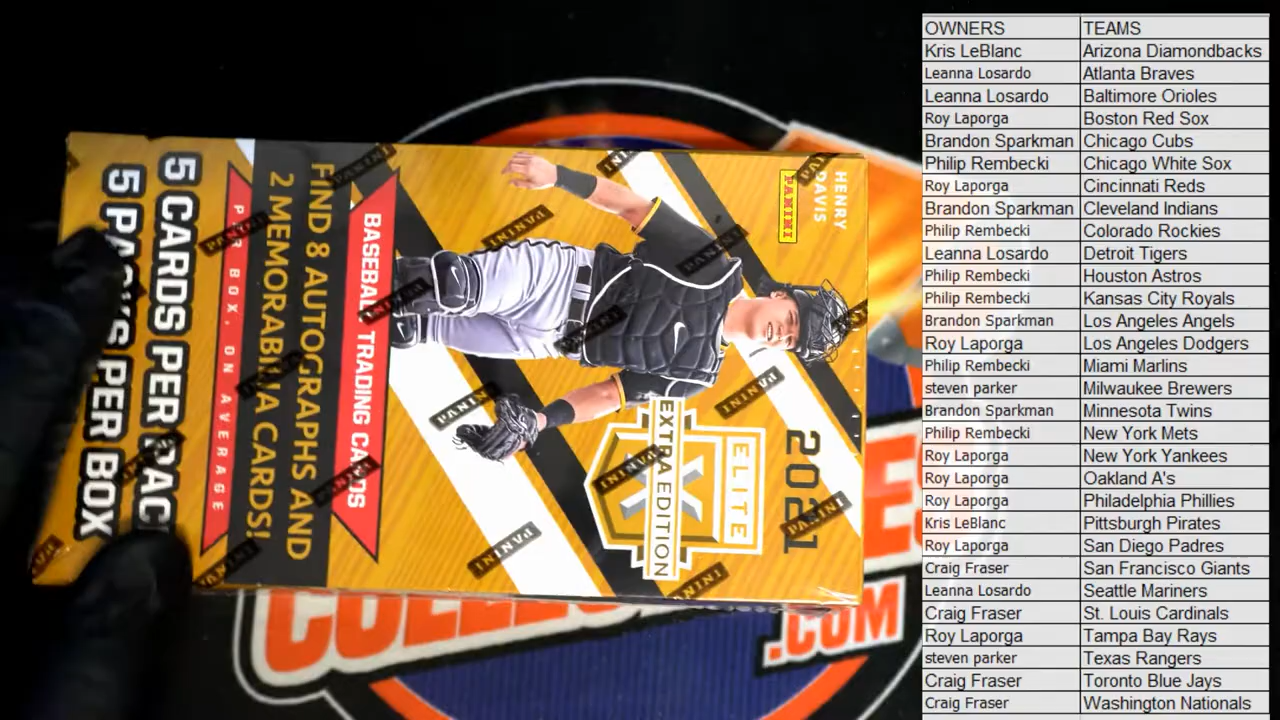 HENRY
DAVIS
PANINI
2021
ELITE
EXTRA EDITION
BASEBALL TRADING CARDS
FIND 8 AUTOGRAPHS AND
2 MEMORABILIA CARDS!
PER BOX, ON AVERAGE
5 CARDS PER PACK
5 PACKS PER BOX
.COM
OWNERS TEAMS
Kris LeBlanc Arizona Diamondbacks
Leanna Losardo Atlanta Braves
Leanna Losardo Baltimore Orioles
Roy Laporga Boston Red Sox
Brandon Sparkman Chicago Cubs
Philip Rembecki Chicago White Sox
Roy Laporga Cincinnati Reds
Brandon Sparkman Cleveland Indians
Philip Rembecki Colorado Rockies
Leanna Losardo Detroit Tigers
Philip Rembecki Houston Astros
Philip Rembecki Kansas City Royals
Brandon Sparkman Los Angeles Angels
Roy Laporga Los Angeles Dodgers
Philip Rembecki Miami Marlins
steven parker Milwaukee Brewers
Brandon Sparkman Minnesota Twins
Philip Rembecki New York Mets
Roy Laporga New York Yankees
Roy Laporga Oakland A's
Roy Laporga Philadelphia Phillies
Kris LeBlanc Pittsburgh Pirates
Roy Laporga San Diego Padres
Craig Fraser San Francisco Giants
Leanna Losardo Seattle Mariners
Craig Fraser St. Louis Cardinals
Roy Laporga Tampa Bay Rays
steven parker Texas Rangers
Craig Fraser Toronto Blue Jays
Craig Fraser Washington Nationals